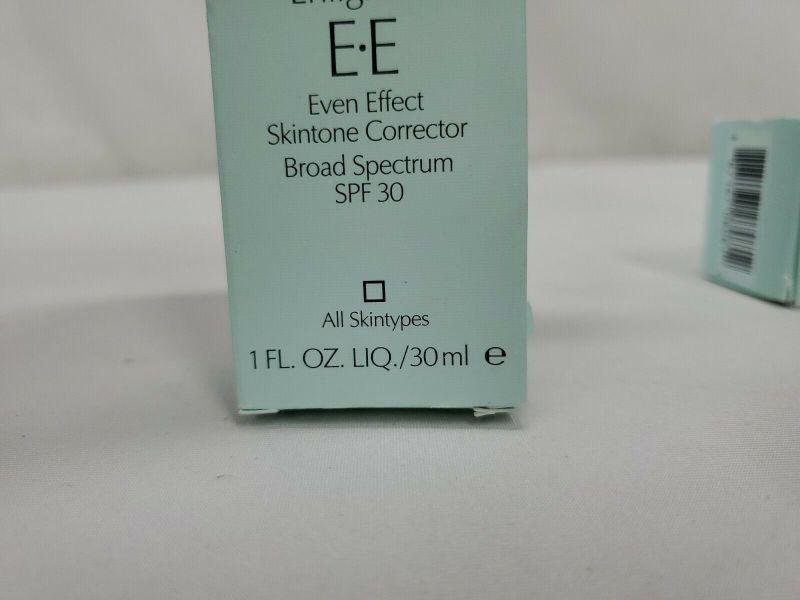 E·E
Even Effect
Skintone Corrector
Broad Spectrum
SPF 30
All Skintypes
1 FL. OZ. LIQ./30 ml ℮